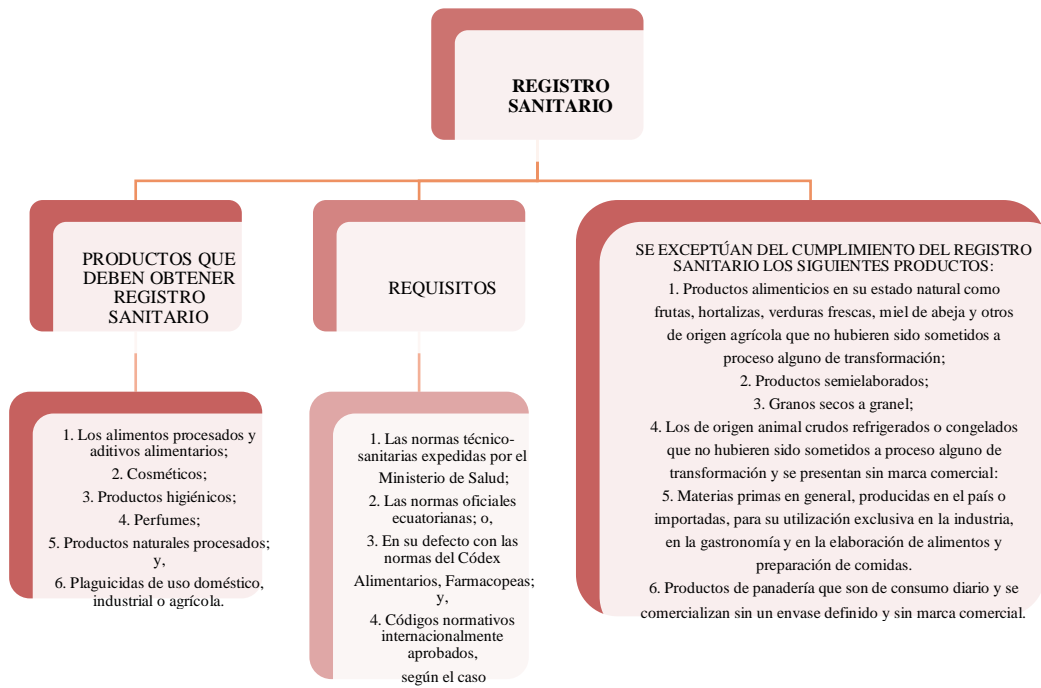 REGISTRO
SANITARIO
PRODUCTOS QUE
DEBEN OBTENER
REGISTRO
SANITARIO
1. Los alimentos procesados y
aditivos alimentarios;
2. Cosméticos;
3. Productos higiénicos;
4. Perfumes;
5. Productos naturales procesados;
y,
6. Plaguicidas de uso doméstico,
industrial o agrícola.
REQUISITOS
1. Las normas técnico-
sanitarias expedidas por el
Ministerio de Salud;
2. Las normas oficiales
ecuatorianas; o,
3. En su defecto con las
normas del Códex
Alimentarios, Farmacopeas;
y,
4. Códigos normativos
internacionalmente
aprobados,
según el caso
SE EXCEPTÚAN DEL CUMPLIMIENTO DEL REGISTRO
SANITARIO LOS SIGUIENTES PRODUCTOS:
1. Productos alimenticios en su estado natural como
frutas, hortalizas, verduras frescas, miel de abeja y otros
de origen agrícola que no hubieren sido sometidos a
proceso alguno de transformación;
2. Productos semielaborados;
3. Granos secos a granel;
4. Los de origen animal crudos refrigerados o congelados
que no hubieren sido sometidos a proceso alguno de
transformación y se presentan sin marca comercial:
5. Materias primas en general, producidas en el país o
importadas, para su utilización exclusiva en la industria,
en la gastronomía y en la elaboración de alimentos y
preparación de comidas.
6. Productos de panadería que son de consumo diario y se
comercializan sin un envase definido y sin marca comercial.